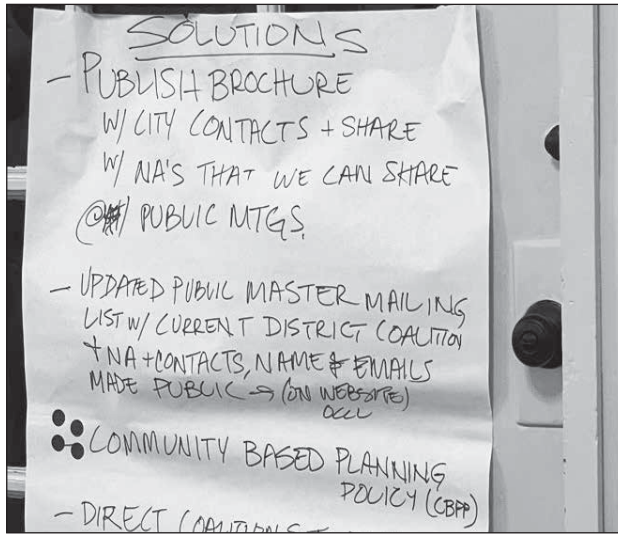 SOLUTIONS
- PUBLISH BROCHURE
W/ CITY CONTACTS + SHARE
W/ NA'S THAT WE CAN SHARE
@ PUBLIC MTGS.
- UPDATED PUBLIC MASTER MAILING
LIST W/ CURRENT DISTRICT COALITION
+ NA + CONTACTS, NAME & EMAILS
MADE PUBLIC → (ON WEBSITE)
OCCL
COMMUNITY BASED PLANNING
POLICY (CBPP)
- DIRECT COALITIONS